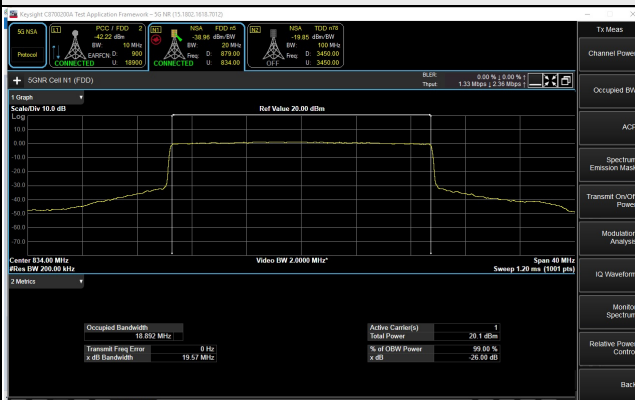 Keysight C8700200A Test Application Framework - 5G NR (15.1802.1618.7012)
5G NSA
Protocol
L1
PCC / FDD 2
-42.22 dBm
BW: 10 MHz
EARFCN: D: 900
CONNECTED U: 18900
N1
NSA FDD n5
-38.96 dBm/BW
BW: 20 MHz
Freq: D: 879.00
CONNECTED U: 834.00
N2
NSA TDD n78
-19.85 dBm/BW
BW: 100 MHz
Freq: D: 3450.00
OFF U: 3450.00
Tx Meas
+ 5GNR Cell N1 (FDD)
BLER: 0.00 % ↓ 0.00 % ↑
Thput: 1.33 Mbps ↓ 2.36 Mbps ↑
1 Graph
Scale/Div 10.0 dB
Ref Value 20.00 dBm
Log
10.0
0.00
-10.0
-20.0
-30.0
-40.0
-50.0
-60.0
-70.0
Center 834.00 MHz
Video BW 2.0000 MHz*
Span 40 MHz
#Res BW 200.00 kHz
Sweep 1.20 ms (1001 pts)
2 Metrics
Occupied Bandwidth
18.892 MHz
Transmit Freq Error 0 Hz
x dB Bandwidth 19.57 MHz
Active Carrier(s) 1
Total Power 20.1 dBm
% of OBW Power 99.00 %
x dB -26.00 dB
Channel Power
Occupied BW
ACP
Spectrum
Emission Mask
Transmit On/Off
Power
Modulation
Analysis
IQ Waveform
Monitor
Spectrum
Relative Power
Control
Back